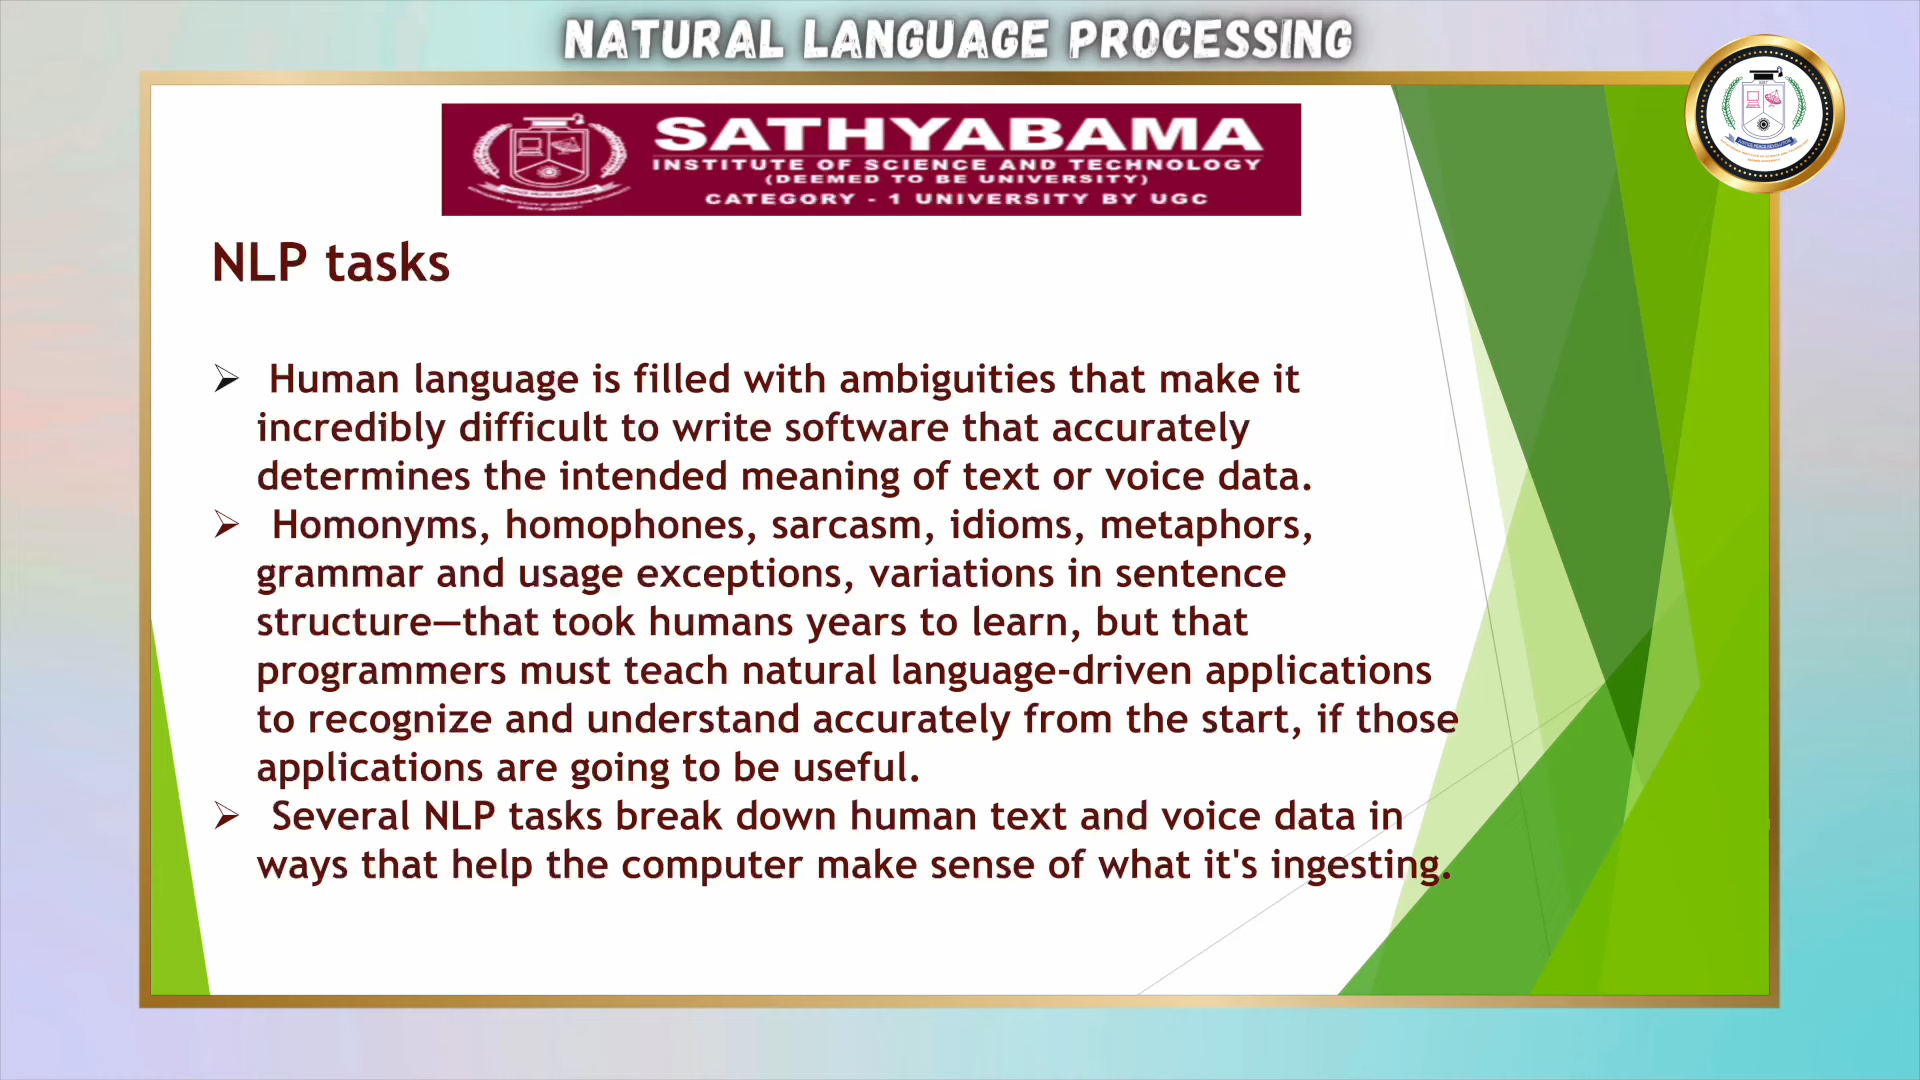 NATURAL LANGUAGE PROCESSING
SATHYABAMA
INSTITUTE OF SCIENCE AND TECHNOLOGY
(DEEMED TO BE UNIVERSITY)
CATEGORY - 1 UNIVERSITY BY UGC
NLP tasks
➢ Human language is filled with ambiguities that make it
incredibly difficult to write software that accurately
determines the intended meaning of text or voice data.
➢ Homonyms, homophones, sarcasm, idioms, metaphors,
grammar and usage exceptions, variations in sentence
structure—that took humans years to learn, but that
programmers must teach natural language-driven applications
to recognize and understand accurately from the start, if those
applications are going to be useful.
➢ Several NLP tasks break down human text and voice data in
ways that help the computer make sense of what it's ingesting.